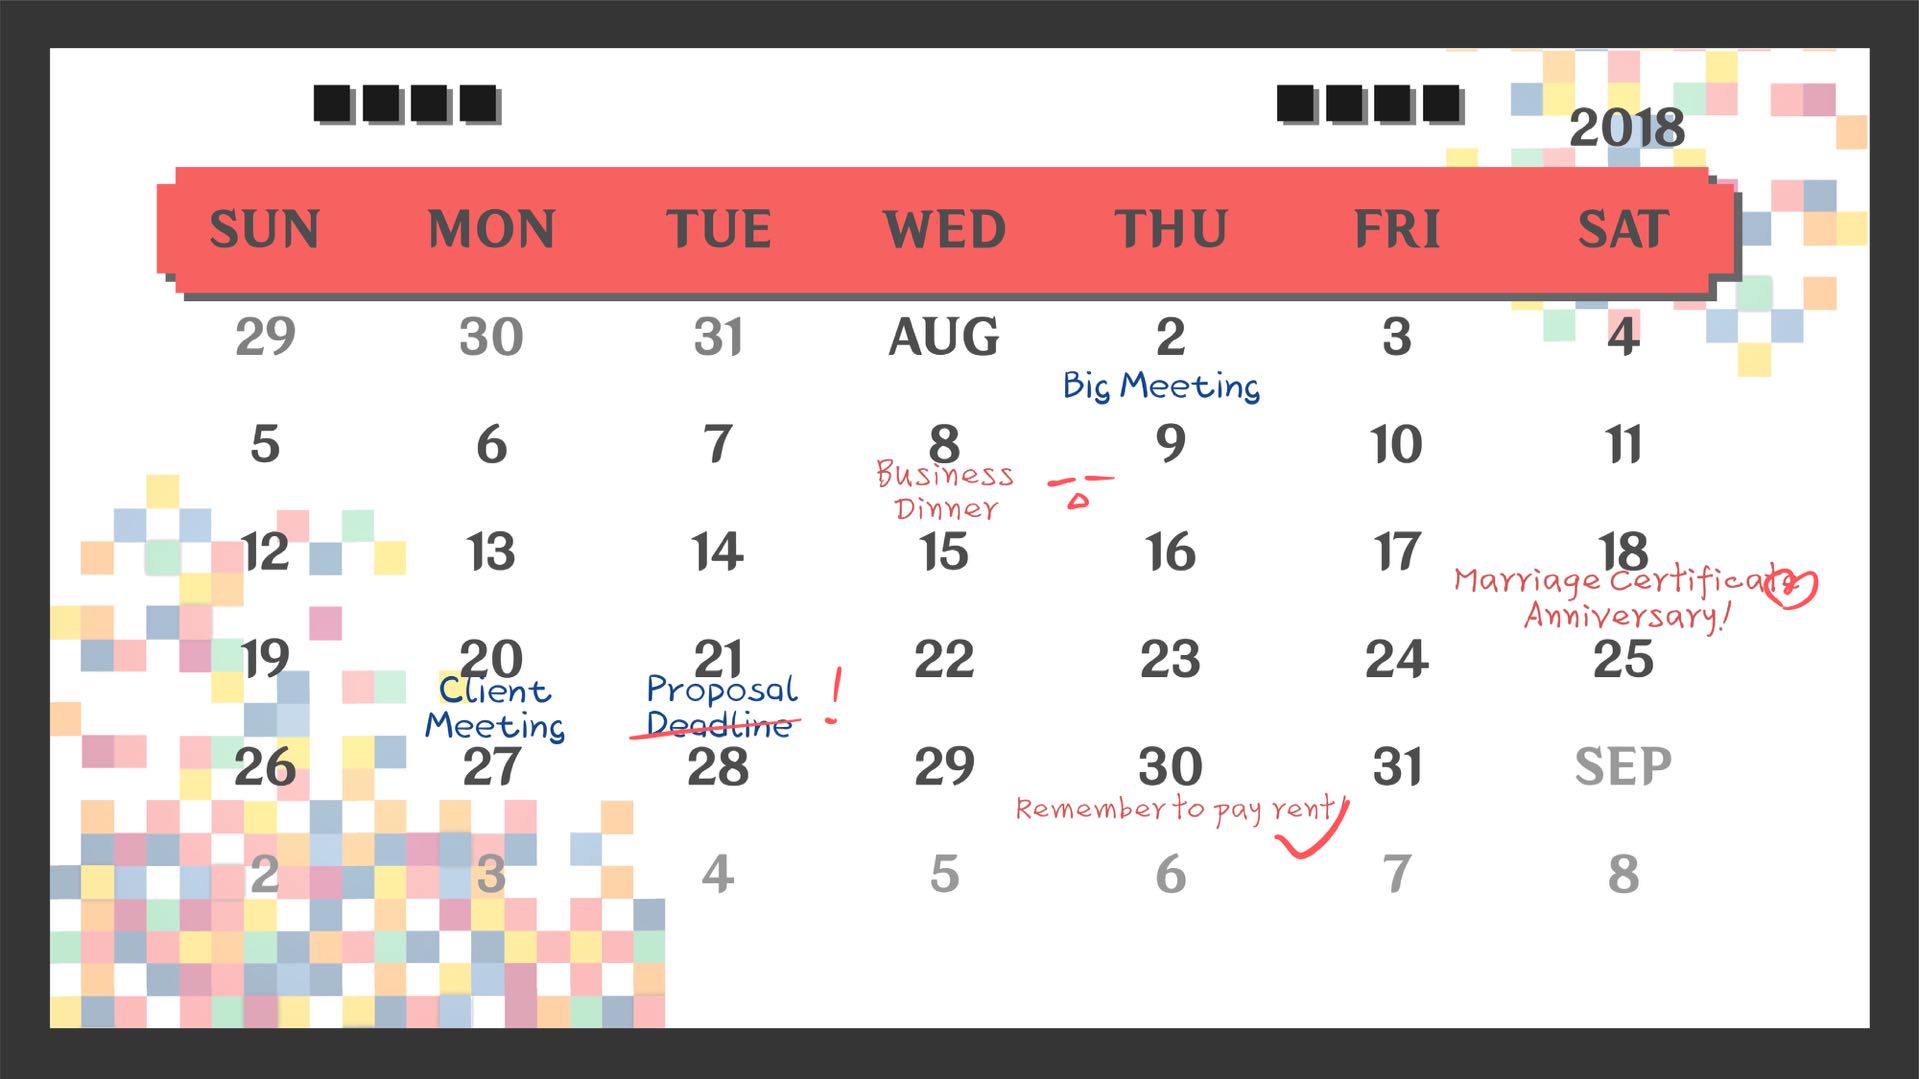 2018
SUN MON TUE WED THU FRI SAT
29 30 31 AUG 2 3 4
Big Meeting
5 6 7 8 9 10 11
Business
Dinner
12 13 14 15 16 17 18
Marriage Certificate
Anniversary!
19 20 21 22 23 24 25
Client Proposal !
Meeting Deadline
26 27 28 29 30 31 SEP
Remember to pay rent!
2 3 4 5 6 7 8